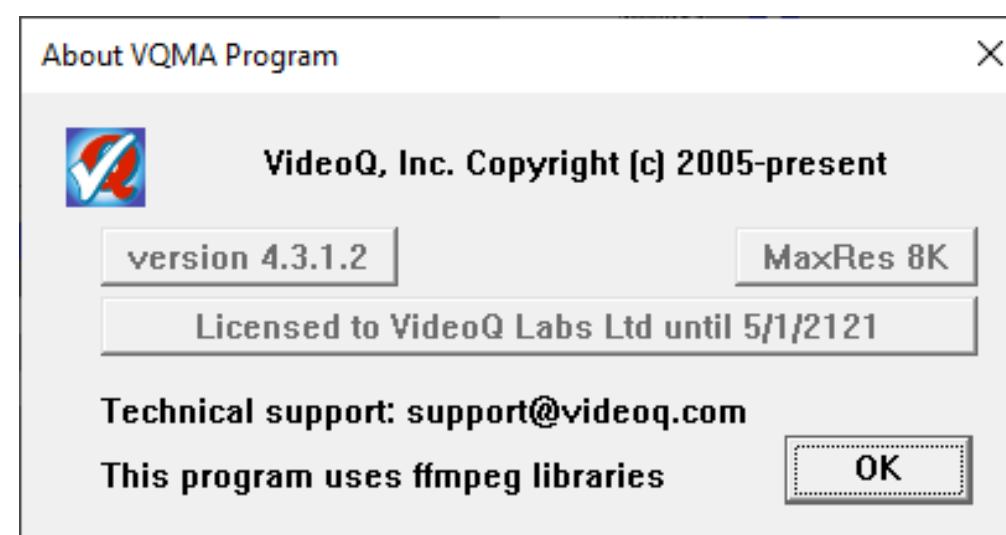 About VQMA Program
VideoQ, Inc. Copyright (c) 2005-present
version 4.3.1.2
MaxRes 8K
Licensed to VideoQ Labs Ltd until 5/1/2121
Technical support: support@videoq.com
This program uses ffmpeg libraries
OK